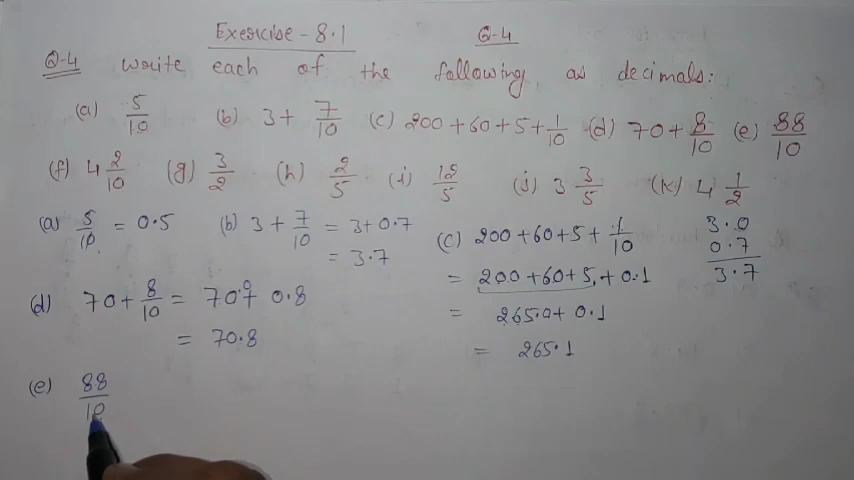 Exercise - 8.1 Q-4
Q-4 write each of the following as decimals:
(a) 5/10 (b) 3 + 7/10 (c) 200 + 60 + 5 + 1/10 (d) 70 + 8/10 (e) 88/10
(f) 4 2/10 (g) 3/2 (h) 2/5 (i) 12/5 (j) 3 3/5 (k) 4 1/2
(a) 5/10 = 0.5
(b) 3 + 7/10 = 3 + 0.7
= 3.7
(c) 200 + 60 + 5 + 1/10
= 200 + 60 + 5 + 0.1
= 265.0 + 0.1
= 265.1
3.0
0.7
3.7
(d) 70 + 8/10 = 70.0 + 0.8
= 70.8
(e) 88/10